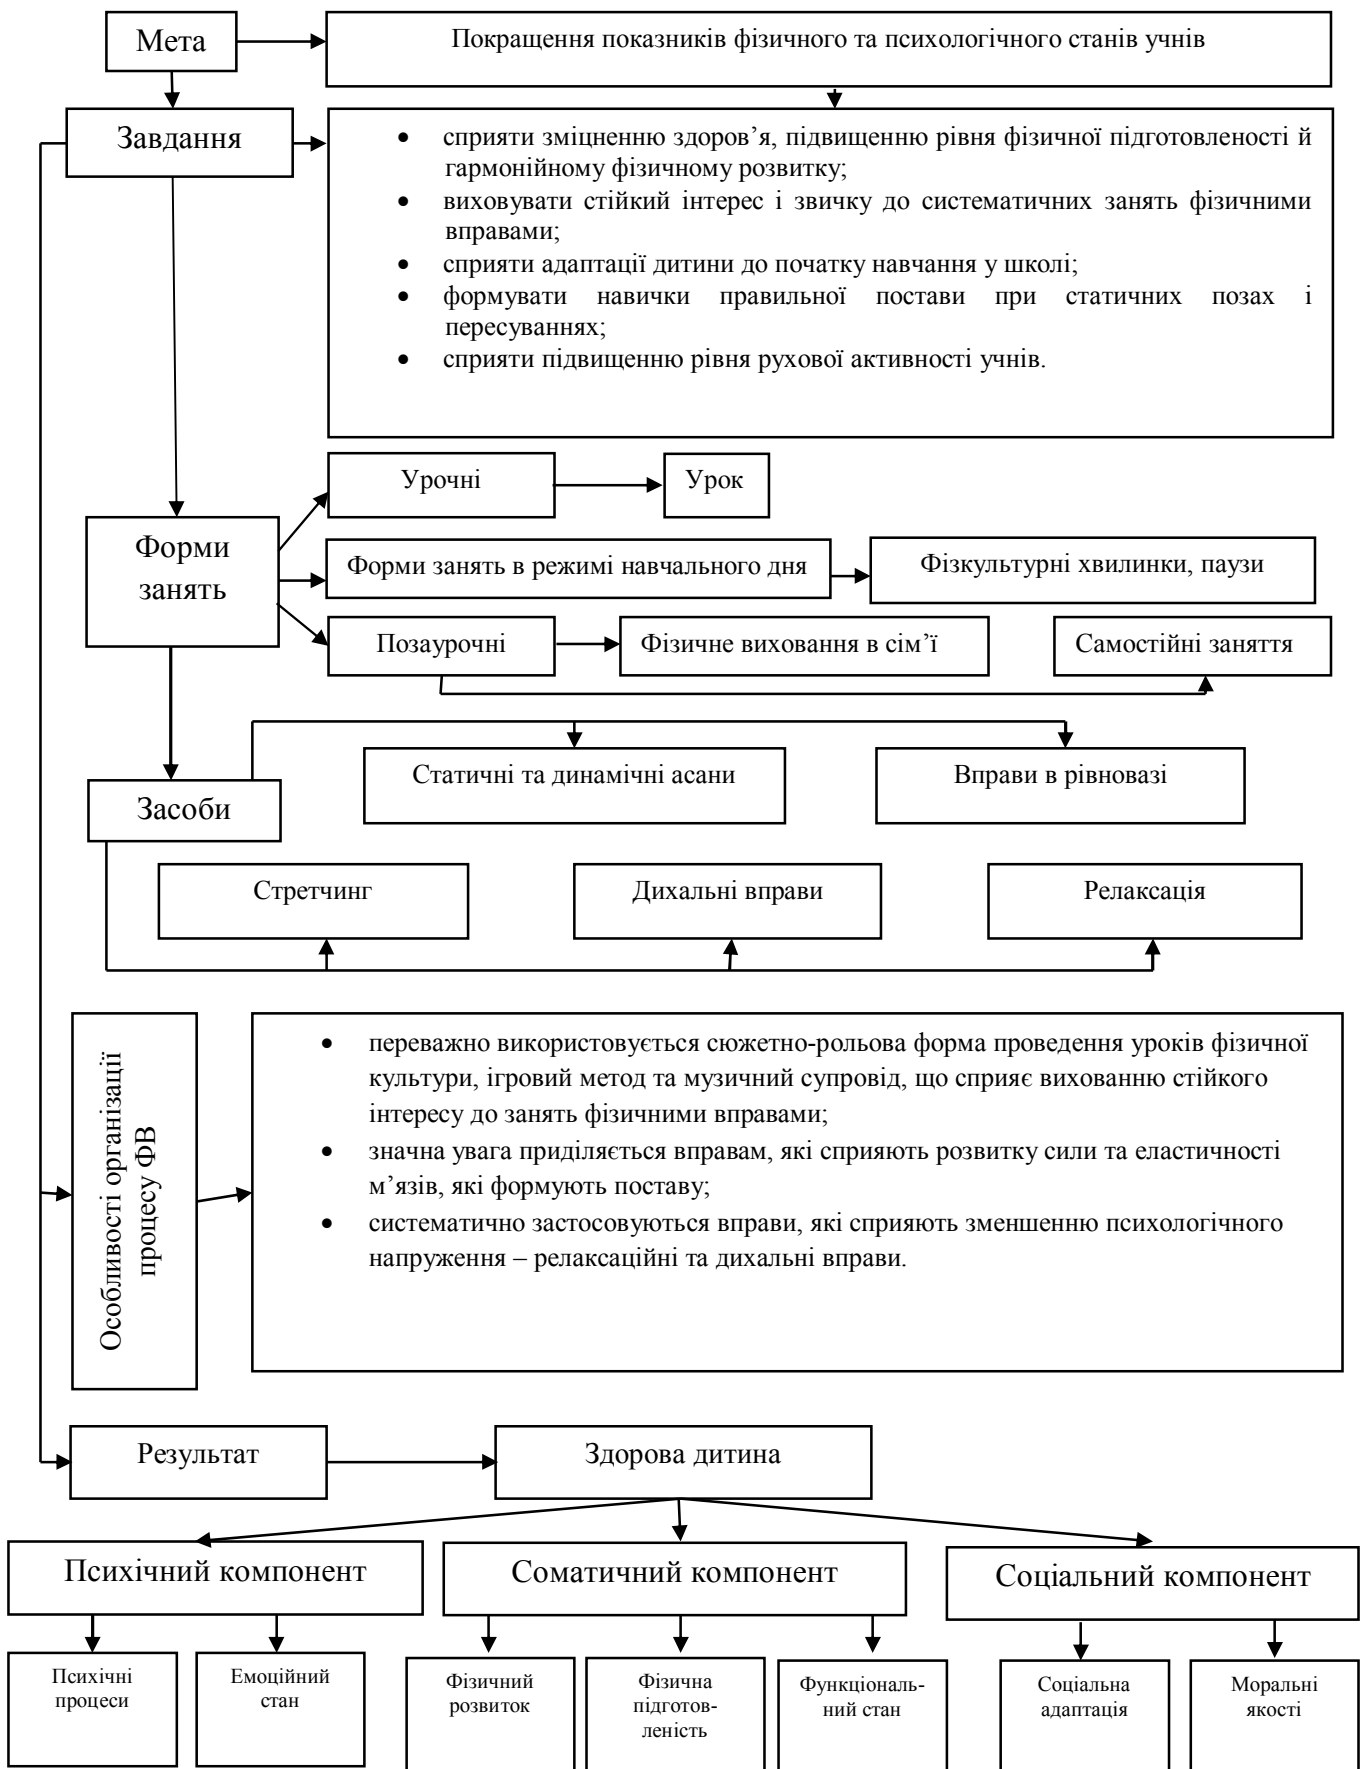 Мета
Покращення показників фізичного та психологічного станів учнів
Завдання
• сприяти зміцненню здоров’я, підвищенню рівня фізичної підготовленості й
гармонійному фізичному розвитку;
• виховувати стійкий інтерес і звичку до систематичних занять фізичними
вправами;
• сприяти адаптації дитини до початку навчання у школі;
• формувати навички правильної постави при статичних позах і
пересуваннях;
• сприяти підвищенню рівня рухової активності учнів.
Урочні
Урок
Форми
занять
Форми занять в режимі навчального дня
Фізкультурні хвилинки, паузи
Позаурочні
Фізичне виховання в сім’ї
Самостійні заняття
Засоби
Статичні та динамічні асани
Вправи в рівновазі
Стретчинг
Дихальні вправи
Релаксація
Особливості організації
процесу ФВ
• переважно використовується сюжетно-рольова форма проведення уроків фізичної
культури, ігровий метод та музичний супровід, що сприяє вихованню стійкого
інтересу до занять фізичними вправами;
• значна увага приділяється вправам, які сприяють розвитку сили та еластичності
м’язів, які формують поставу;
• систематично застосовуються вправи, які сприяють зменшенню психологічного
напруження – релаксаційні та дихальні вправи.
Результат
Здорова дитина
Психічний компонент
Соматичний компонент
Соціальний компонент
Психічні
процеси
Емоційний
стан
Фізичний
розвиток
Фізична
підготов-
леність
Функціональ-
ний стан
Соціальна
адаптація
Моральні
якості